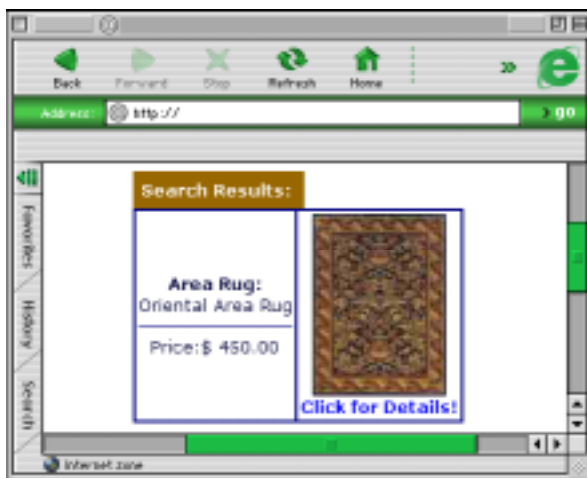 Back Forward Stop Refresh Home »
Address: http:// > go
Search Results:
Favorites
History
Search
Area Rug:
Oriental Area Rug
Price:$ 450.00
Click for Details!
Internet zone